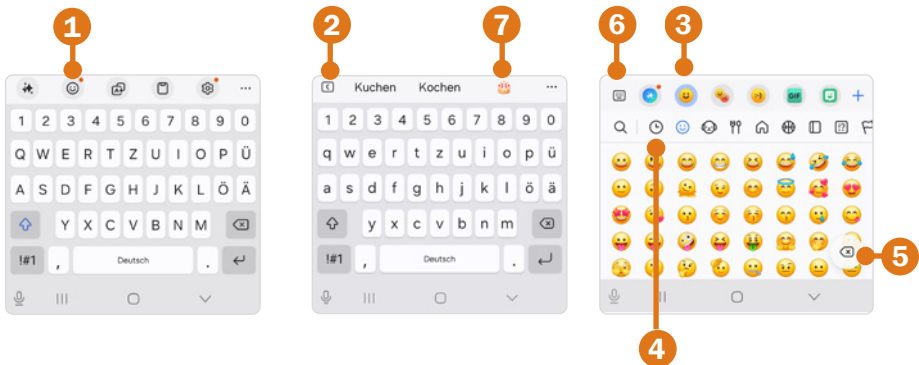 1
2
7
6
3
Kuchen Kochen
GIF
1 2 3 4 5 6 7 8 9 0
Q W E R T Z U I O P Ü
A S D F G H J K L Ö Ä
Y X C V B N M
!#1 , Deutsch .
1 2 3 4 5 6 7 8 9 0
q w e r t z u i o p ü
a s d f g h j k l ö ä
y x c v b n m
!#1 , Deutsch .
5
4